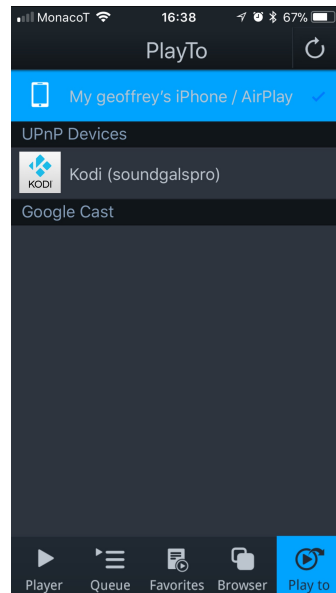 MonacoT 16:38 67%
PlayTo
My geoffrey's iPhone / AirPlay
UPnP Devices
KODI Kodi (soundgalspro)
Google Cast
Player Queue Favorites Browser Play to